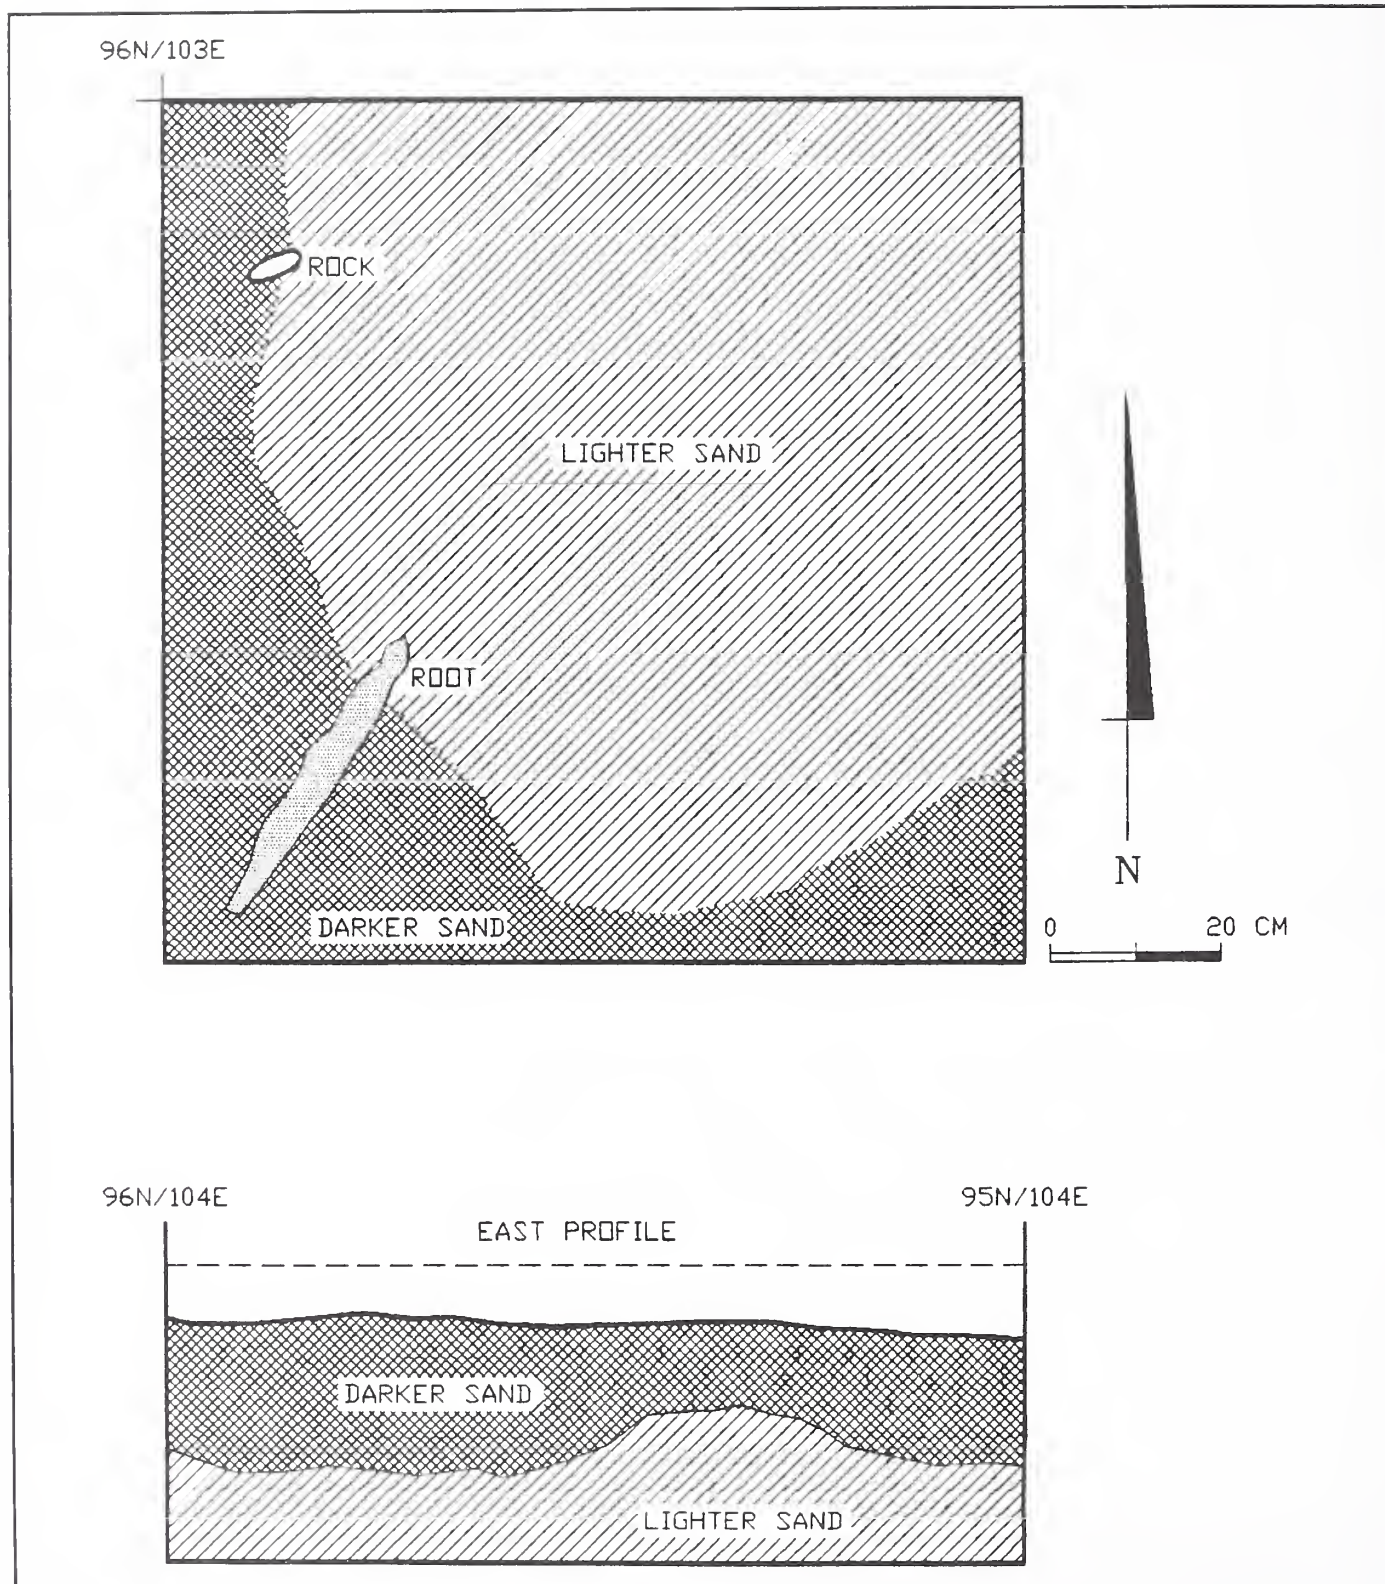 96N/103E
ROCK
LIGHTER SAND
ROOT
N
DARKER SAND
0 20 CM
96N/104E 95N/104E
EAST PROFILE
DARKER SAND
LIGHTER SAND